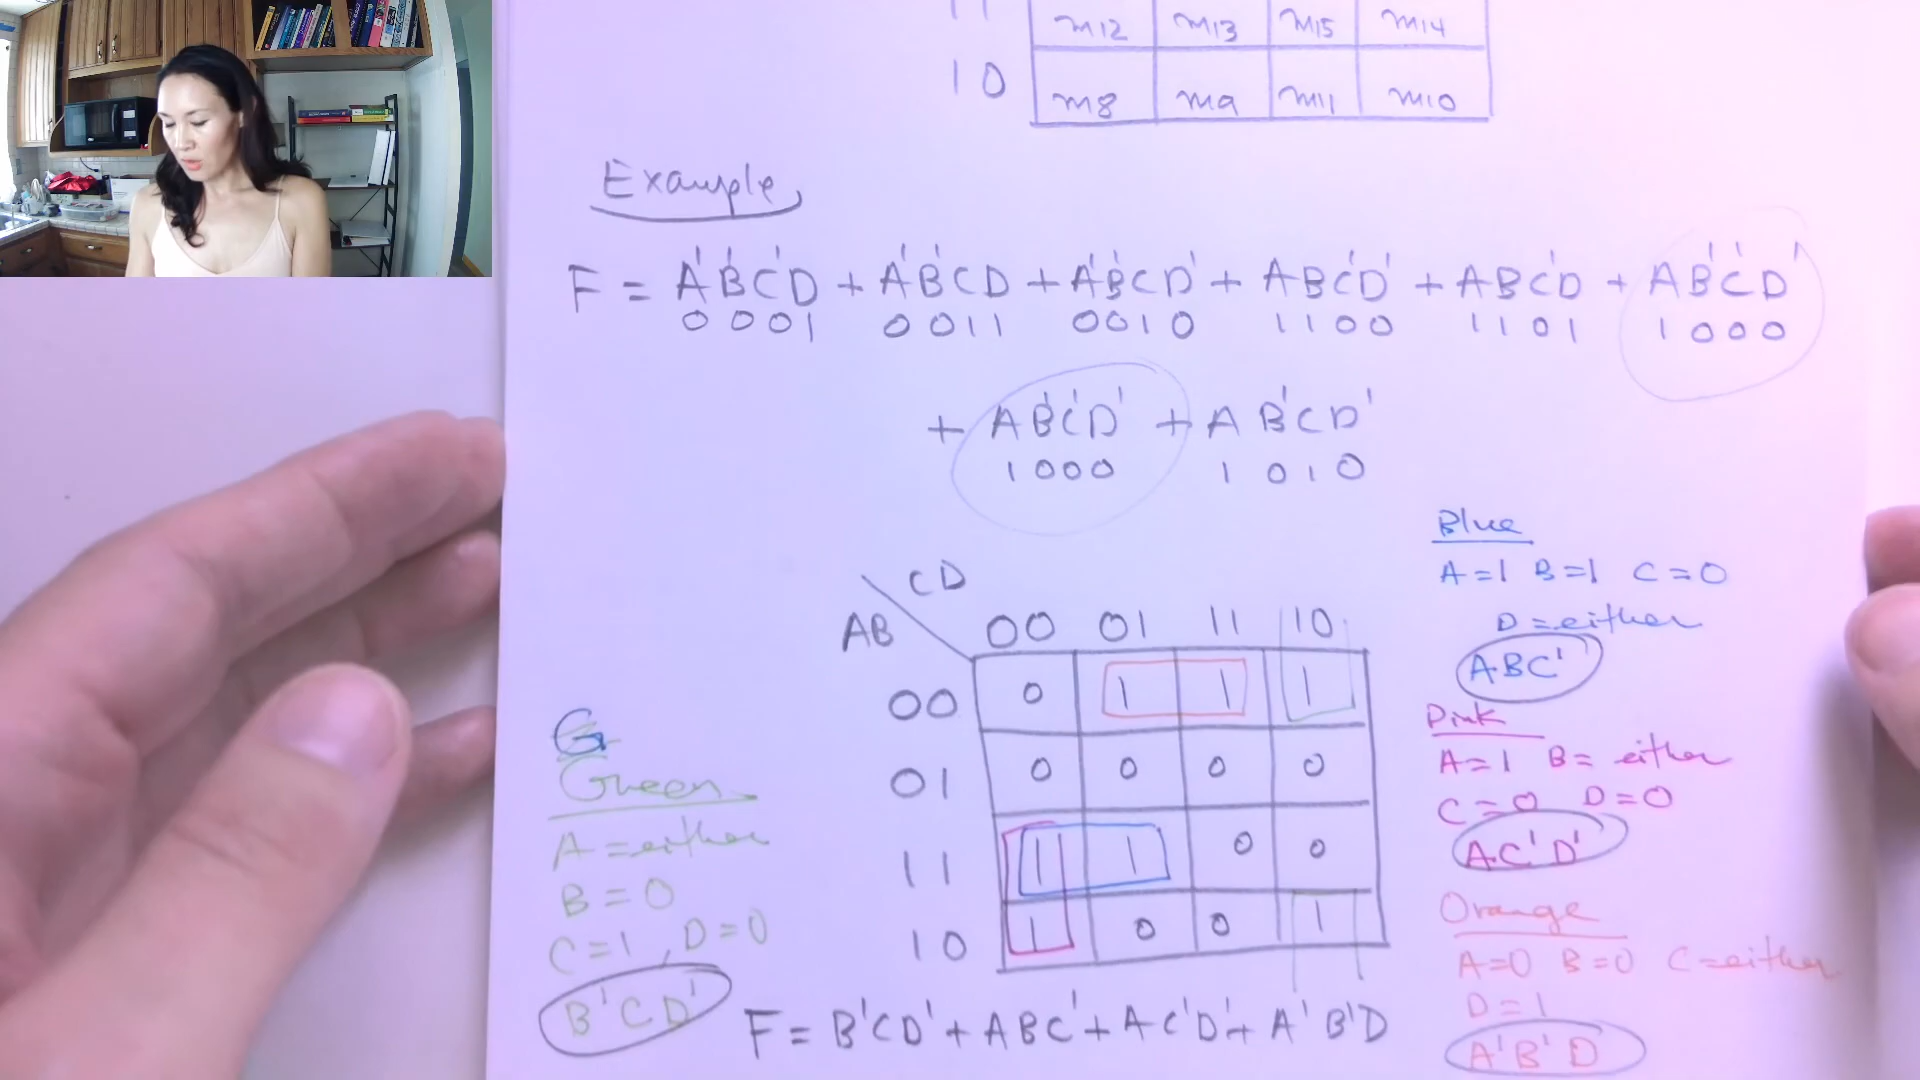 11
m12 m13 m15 m14
10
m8 m9 m11 m10
Example
F = A'B'C'D + A'B'CD + A'B'CD' + ABC'D' + ABC'D + AB'C'D'
0001 0011 0010 1100 1101 1000
+ AB'C'D' + AB'CD'
1000 1010
Blue
A=1 B=1 C=0
D=either
ABC'
Pink
A=1 B=either
C=0 D=0
AC'D'
Orange
A=0 B=0 C=either
D=1
A'B'D
G
Green
A=either
B=0
C=1, D=0
B'CD'
CD
AB 00 01 11 10
00 0 1 1 1
01 0 0 0 0
11 1 1 0 0
10 1 0 0 1
F = B'CD' + ABC' + AC'D' + A'B'D